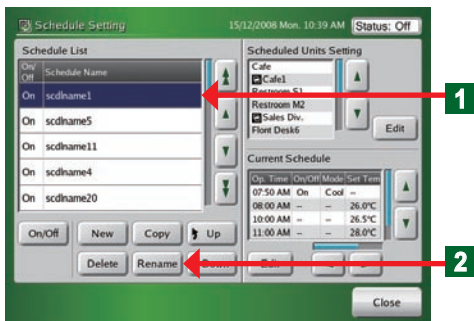 Schedule Setting
15/12/2008 Mon. 10:39 AM
Status: Off
Schedule List
On/Off Schedule Name
On scdlname1
On scdlname5
On scdlname11
On scdlname4
On scdlname20
On/Off New Copy Up
Delete Rename Down
Scheduled Units Setting
Cafe
Cafe1
Restroom S1
Restroom M2
Sales Div.
Flont Desk6
Edit
Current Schedule
Op. Time On/Off Mode Set Tem
07:50 AM On Cool --
08:00 AM -- -- 26.0°C
10:00 AM -- -- 26.5°C
11:00 AM -- -- 28.0°C
Edit
Close
1
2